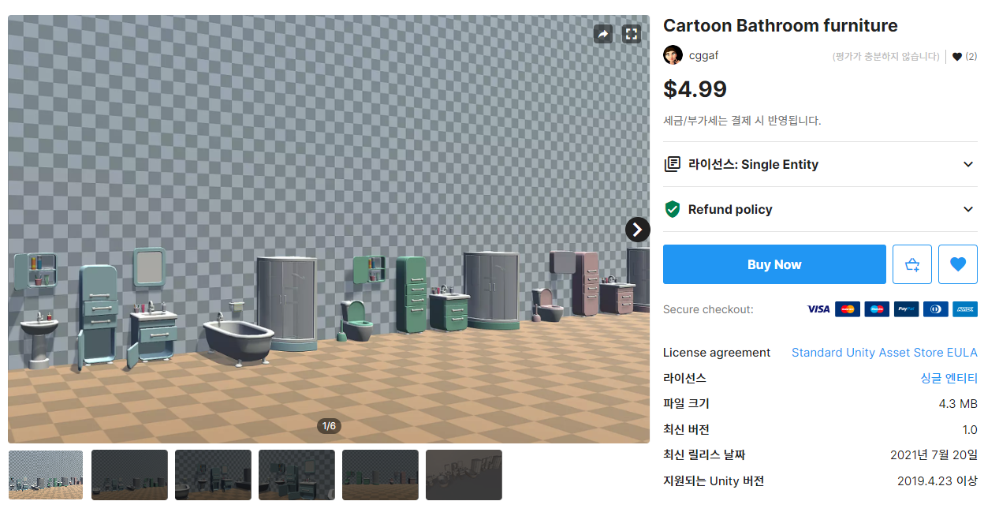 Cartoon Bathroom furniture
cggaf
(평가가 충분하지 않습니다)
(2)
$4.99
세금/부가세는 결제 시 반영됩니다.
라이선스: Single Entity
Refund policy
Buy Now
Secure checkout:
VISA
PayPal
AMEX
1/6
License agreement Standard Unity Asset Store EULA
라이선스 싱글 엔티티
파일 크기 4.3 MB
최신 버전 1.0
최신 릴리스 날짜 2021년 7월 20일
지원되는 Unity 버전 2019.4.23 이상